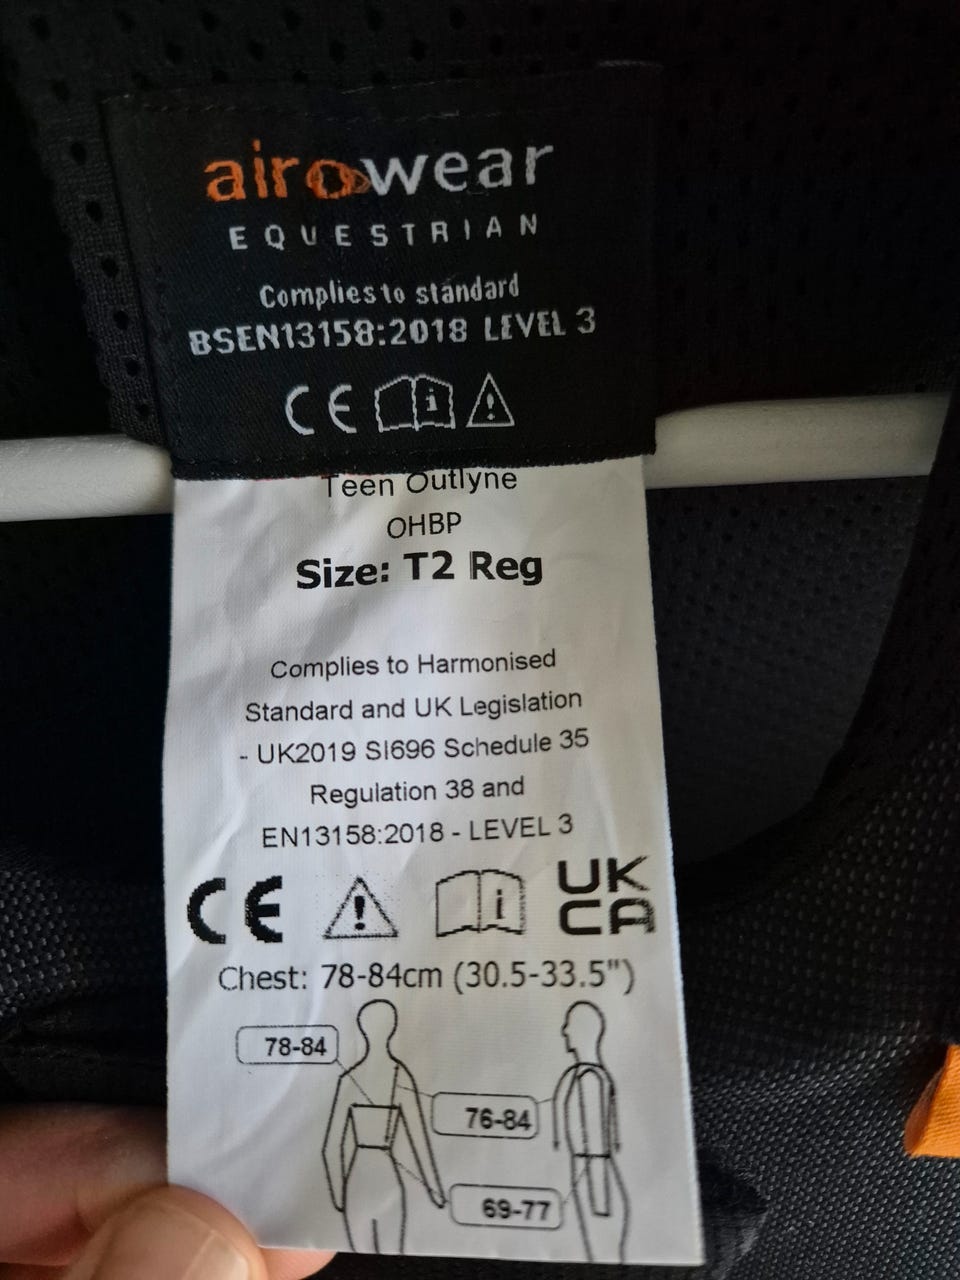 airowear
EQUESTRIAN
Complies to standard
BSEN13158:2018 LEVEL 3
CE i !
Teen Outlyne
OHBP
Size: T2 Reg
Complies to Harmonised
Standard and UK Legislation
- UK2019 SI696 Schedule 35
Regulation 38 and
EN13158:2018 - LEVEL 3
CE ! i UK
CA
Chest: 78-84cm (30.5-33.5")
78-84
76-84
69-77